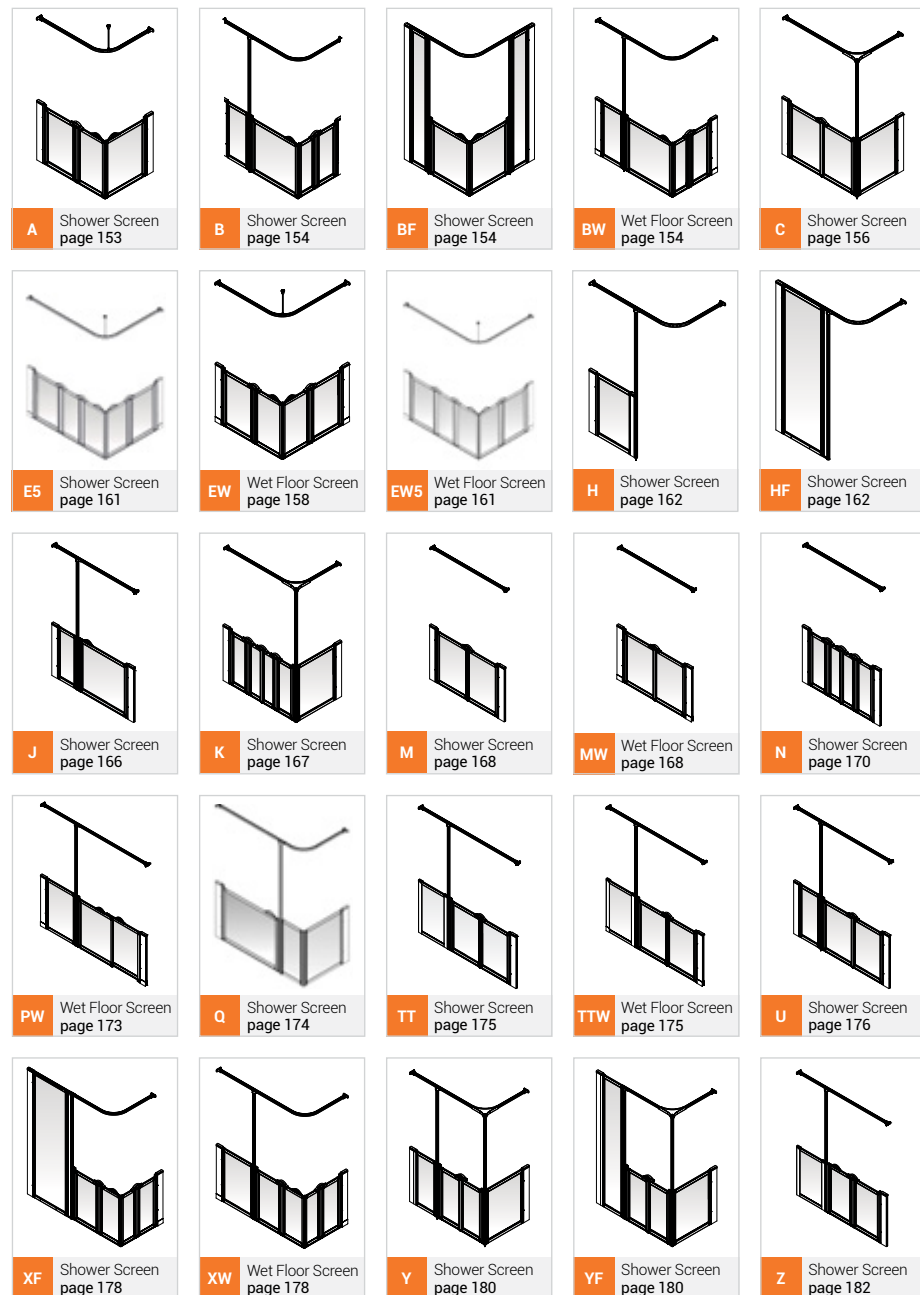 A Shower Screen
page 153
B Shower Screen
page 154
BF Shower Screen
page 154
BW Wet Floor Screen
page 154
C Shower Screen
page 156
E5 Shower Screen
page 161
EW Wet Floor Screen
page 158
EW5 Wet Floor Screen
page 161
H Shower Screen
page 162
HF Shower Screen
page 162
J Shower Screen
page 166
K Shower Screen
page 167
M Shower Screen
page 168
MW Wet Floor Screen
page 168
N Shower Screen
page 170
PW Wet Floor Screen
page 173
Q Shower Screen
page 174
TT Shower Screen
page 175
TTW Wet Floor Screen
page 175
U Shower Screen
page 176
XF Shower Screen
page 178
XW Wet Floor Screen
page 178
Y Shower Screen
page 180
YF Shower Screen
page 180
Z Shower Screen
page 182